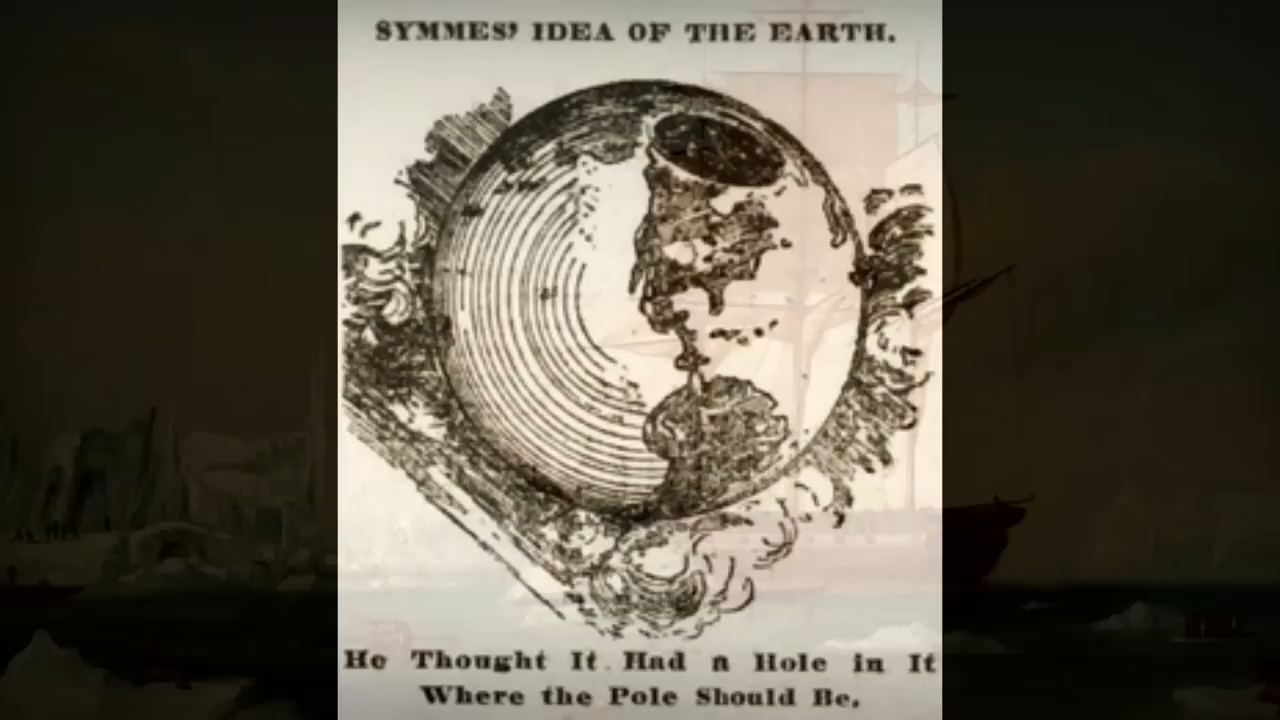 SYMMES' IDEA OF THE EARTH.
He Thought It Had a Hole in It
Where the Pole Should Be.